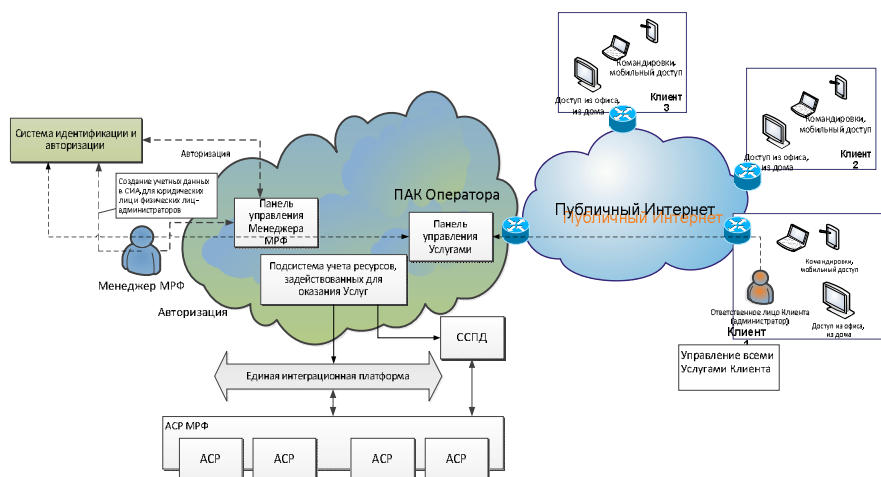 Командировки,
мобильный доступ
Доступ из офиса,
из дома
Клиент
3
Командировки,
мобильный доступ
Доступ из офиса,
из дома
Клиент
2
Система идентификации и
авторизации
Авторизация
Создание учетных данных
в СИА, для юридических
лиц и физических лиц-
администраторов
ПАК Оператора
Панель
управления
Менеджера
МРФ
Панель
управления
Услугами
Публичный Интернет
Публичный Интернет
Менеджер МРФ
Подсистема учета ресурсов,
задействованных для
оказания Услуг
Авторизация
Командировки,
мобильный доступ
Ответственное лицо Клиента
(администратор)
Доступ из офиса,
из дома
Клиент
1
ССПД
Управление всеми
Услугами Клиента
Единая интеграционная платформа
АСР МРФ
АСР
АСР
АСР
АСР